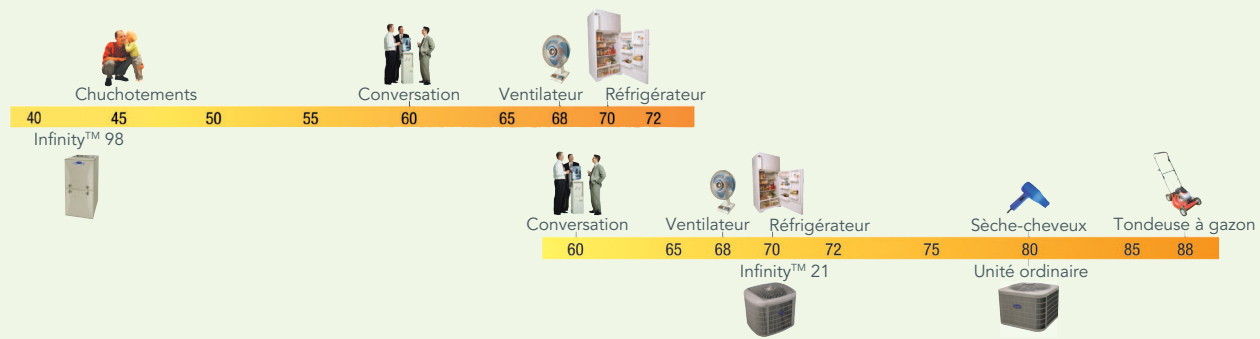 Chuchotements Conversation Ventilateur Réfrigérateur
40 45 50 55 60 65 68 70 72
Infinity™ 98
Conversation Ventilateur Réfrigérateur Sèche-cheveux Tondeuse à gazon
60 65 68 70 72 75 80 85 88
Infinity™ 21 Unité ordinaire